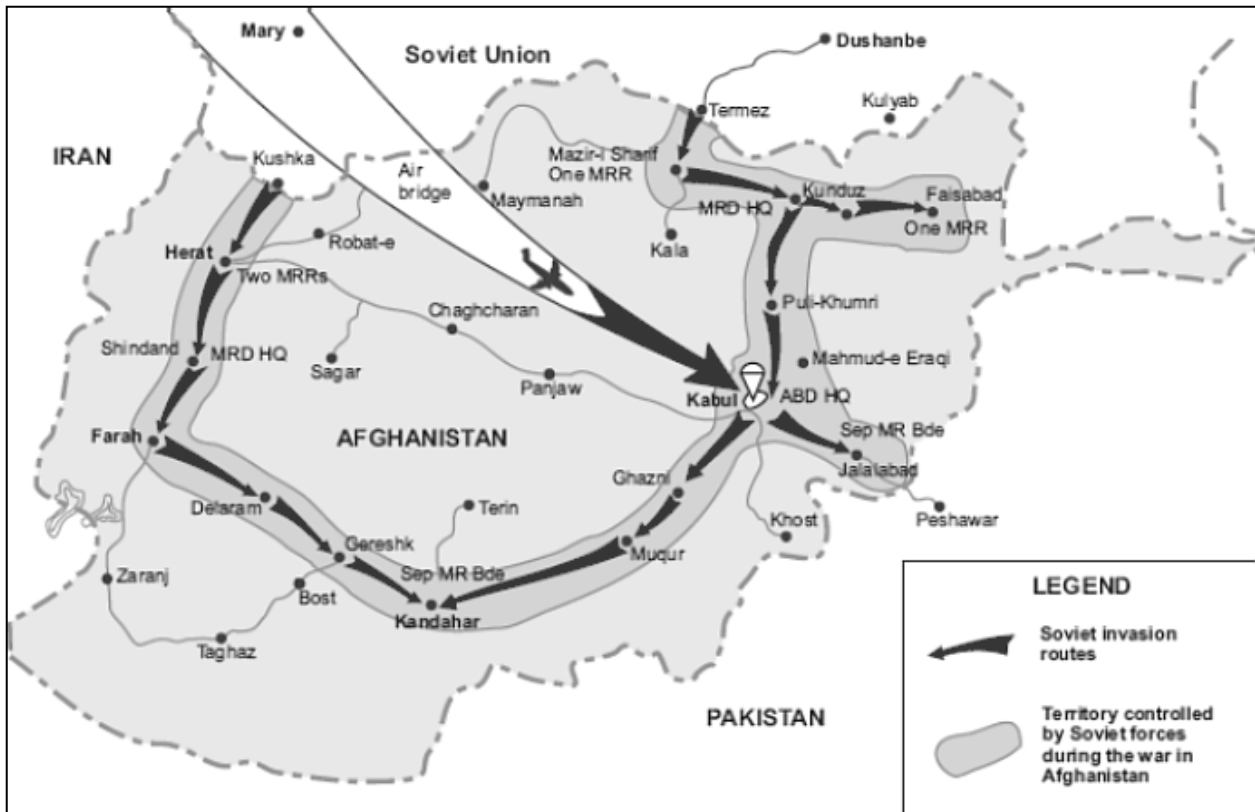 Mary
Soviet Union
Dushanbe
Termez
Kulyab
IRAN
Kushka
Air
bridge
Maymanah
Mazir-i Sharif
One MRR
MRD HQ
Kunduz
Faisabad
One MRR
Herat
Robat-e
Two MRRs
Kala
Chaghcharan
Puli-Khumri
Shindand
MRD HQ
Sagar
Panjaw
Mahmud-e Eraqi
Kabul
ABD HQ
Farah
AFGHANISTAN
Sep MR Bde
Jalalabad
Ghazni
Delaram
Terin
Khost
Peshawar
Gereshk
Muqur
Zaranj
Bost
Sep MR Bde
Kandahar
Taghaz
PAKISTAN
LEGEND
Soviet invasion
routes
Territory controlled
by Soviet forces
during the war in
Afghanistan